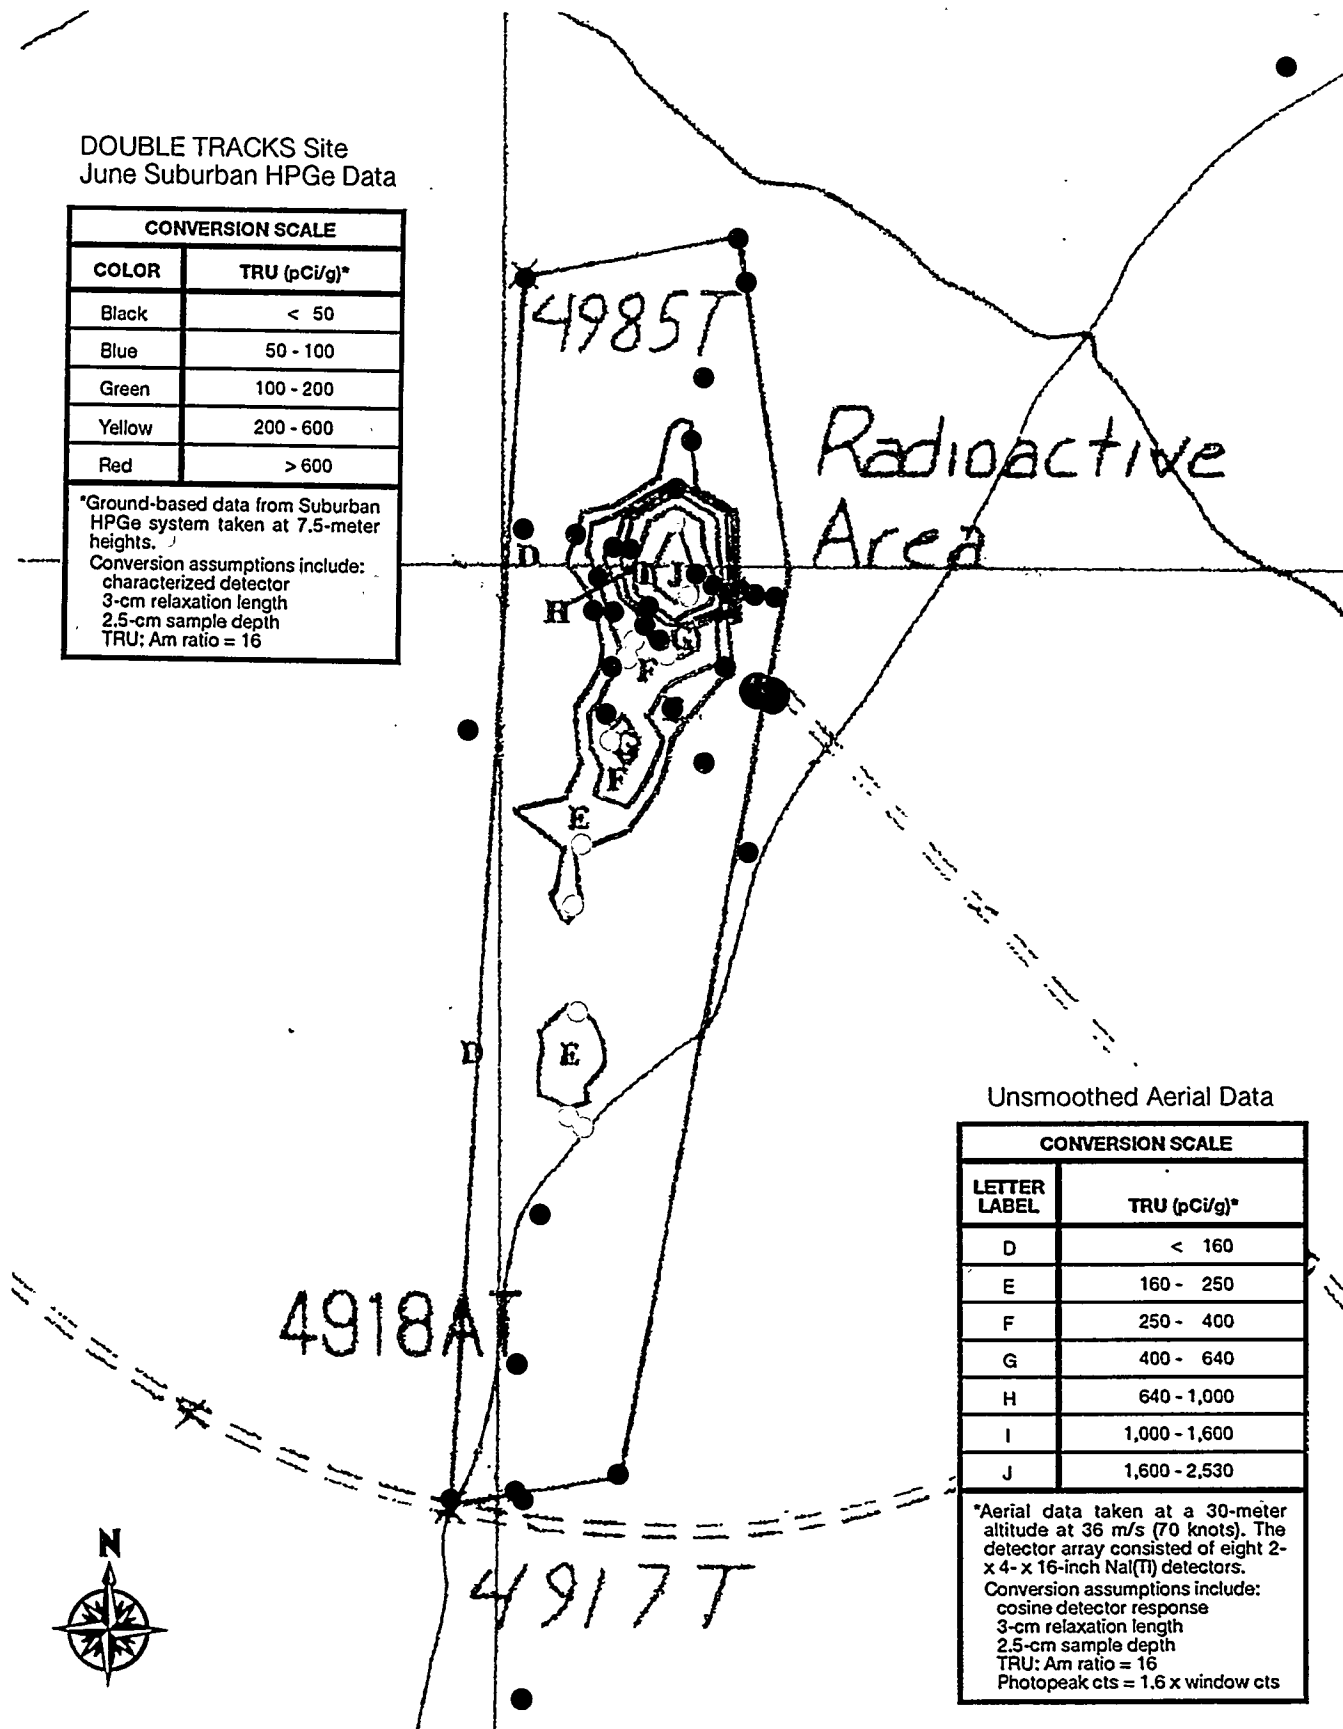 DOUBLE TRACKS Site
June Suburban HPGe Data
CONVERSION SCALE
COLOR TRU (pCi/g)*
Black < 50
Blue 50 - 100
Green 100 - 200
Yellow 200 - 600
Red > 600
*Ground-based data from Suburban
HPGe system taken at 7.5-meter
heights.
Conversion assumptions include:
characterized detector
3-cm relaxation length
2.5-cm sample depth
TRU: Am ratio = 16
4985T
Radioactive
Area
D
I J
H
G
F
G
F
E
D
E
4918AT
4917T
N
Unsmoothed Aerial Data
CONVERSION SCALE
LETTER
LABEL TRU (pCi/g)*
D < 160
E 160 - 250
F 250 - 400
G 400 - 640
H 640 - 1,000
I 1,000 - 1,600
J 1,600 - 2,530
*Aerial data taken at a 30-meter
altitude at 36 m/s (70 knots). The
detector array consisted of eight 2-
x 4- x 16-inch NaI(Tl) detectors.
Conversion assumptions include:
cosine detector response
3-cm relaxation length
2.5-cm sample depth
TRU: Am ratio = 16
Photopeak cts = 1.6 x window cts